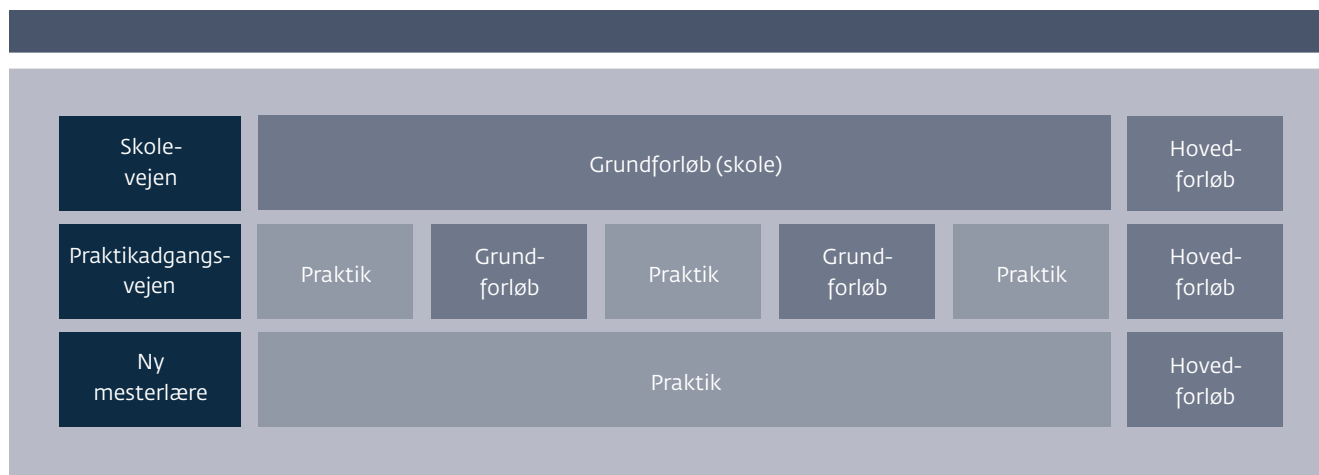 Skole-
vejen
Grundforløb (skole)
Hoved-
forløb
Praktikadgangs-
vejen
Praktik
Grund-
forløb
Praktik
Grund-
forløb
Praktik
Hoved-
forløb
Ny
mesterlære
Praktik
Hoved-
forløb